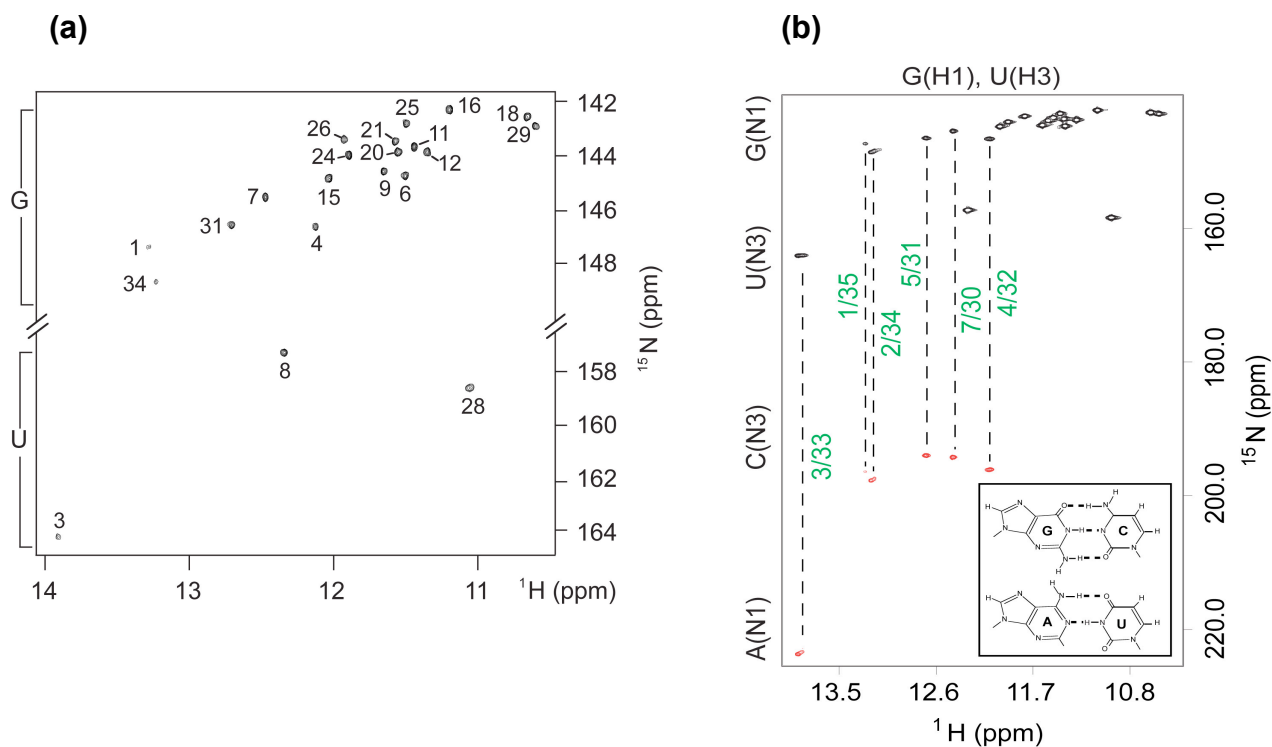 (a)
142
144
146
148
158
160
162
164
15N (ppm)
G
U
25
16
18
29
26
21
11
24
20
12
15
9
6
7
31
4
1
34
8
28
3
14
13
12
11
1H (ppm)
(b)
G(H1), U(H3)
G(N1)
U(N3)
C(N3)
A(N1)
160.0
180.0
200.0
220.0
15N (ppm)
3/33
1/35
2/34
5/31
7/30
4/32
H N O H N H
G N H N C
N N H O N H
H
H N H O
H N N H
A N H N U H
N N O N
13.5
12.6
11.7
10.8
1H (ppm)